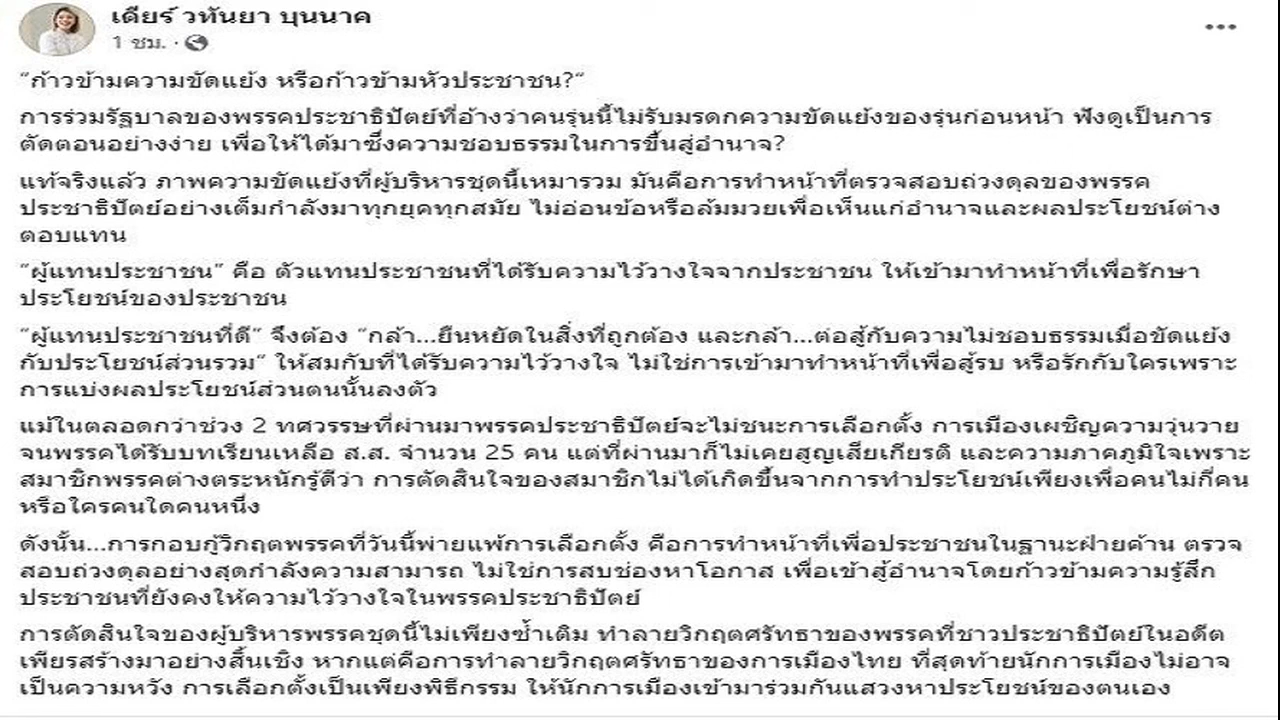 เดียร์ วทันยา บุนนาค
1 ชม. ·
“ก้าวข้ามความขัดแย้ง หรือก้าวข้ามหัวประชาชน?“
การร่วมรัฐบาลของพรรคประชาธิปัตย์ที่อ้างว่าคนรุ่นนี้ไม่รับมรดกความขัดแย้งของรุ่นก่อนหน้า ฟังดูเป็นการ
ตัดตอนอย่างง่าย เพื่อให้ได้มาซึ่งความชอบธรรมในการขึ้นสู่อำนาจ?
แท้จริงแล้ว ภาพความขัดแย้งที่ผู้บริหารชุดนี้เหมารวม มันคือการทำหน้าที่ตรวจสอบถ่วงดุลของพรรค
ประชาธิปัตย์อย่างเต็มกำลังมาทุกยุคทุกสมัย ไม่อ่อนข้อหรือล้มมวยเพื่อเห็นแก่อำนาจและผลประโยชน์ต่าง
ตอบแทน
“ผู้แทนประชาชน” คือ ตัวแทนประชาชนที่ได้รับความไว้วางใจจากประชาชน ให้เข้ามาทำหน้าที่เพื่อรักษา
ประโยชน์ของประชาชน
“ผู้แทนประชาชนที่ดี” จึงต้อง “กล้า...ยืนหยัดในสิ่งที่ถูกต้อง และกล้า...ต่อสู้กับความไม่ชอบธรรมเมื่อขัดแย้ง
กับประโยชน์ส่วนรวม” ให้สมกับที่ได้รับความไว้วางใจ ไม่ใช่การเข้ามาทำหน้าที่เพื่อสู้รบ หรือรักกับใครเพราะ
การแบ่งผลประโยชน์ส่วนตนนั้นลงตัว
แม้ในตลอดกว่าช่วง 2 ทศวรรษที่ผ่านมาพรรคประชาธิปัตย์จะไม่ชนะการเลือกตั้ง การเมืองเผชิญความวุ่นวาย
จนพรรคได้รับบทเรียนเหลือ ส.ส. จำนวน 25 คน แต่ที่ผ่านมาก็ไม่เคยสูญเสียเกียรติ และความภาคภูมิใจเพราะ
สมาชิกพรรคต่างตระหนักรู้ดีว่า การตัดสินใจของสมาชิกไม่ได้เกิดขึ้นจากการทำประโยชน์เพียงเพื่อคนไม่กี่คน
หรือใครคนใดคนหนึ่ง
ดังนั้น...การกอบกู้วิกฤตพรรคที่วันนี้พ่ายแพ้การเลือกตั้ง คือการทำหน้าที่เพื่อประชาชนในฐานะฝ่ายค้าน ตรวจ
สอบถ่วงดุลอย่างสุดกำลังความสามารถ ไม่ใช่การสบช่องหาโอกาส เพื่อเข้าสู้อำนาจโดยก้าวข้ามความรู้สึก
ประชาชนที่ยังคงให้ความไว้วางใจในพรรคประชาธิปัตย์
การตัดสินใจของผู้บริหารพรรคชุดนี้ไม่เพียงซ้ำเติม ทำลายวิกฤตศรัทธาของพรรคที่ชาวประชาธิปัตย์ในอดีต
เพียรสร้างมาอย่างสิ้นเชิง หากแต่คือการทำลายวิกฤตศรัทธาของการเมืองไทย ที่สุดท้ายนักการเมืองไม่อาจ
เป็นความหวัง การเลือกตั้งเป็นเพียงพิธีกรรม ให้นักการเมืองเข้ามาร่วมกันแสวงหาประโยชน์ของตนเอง